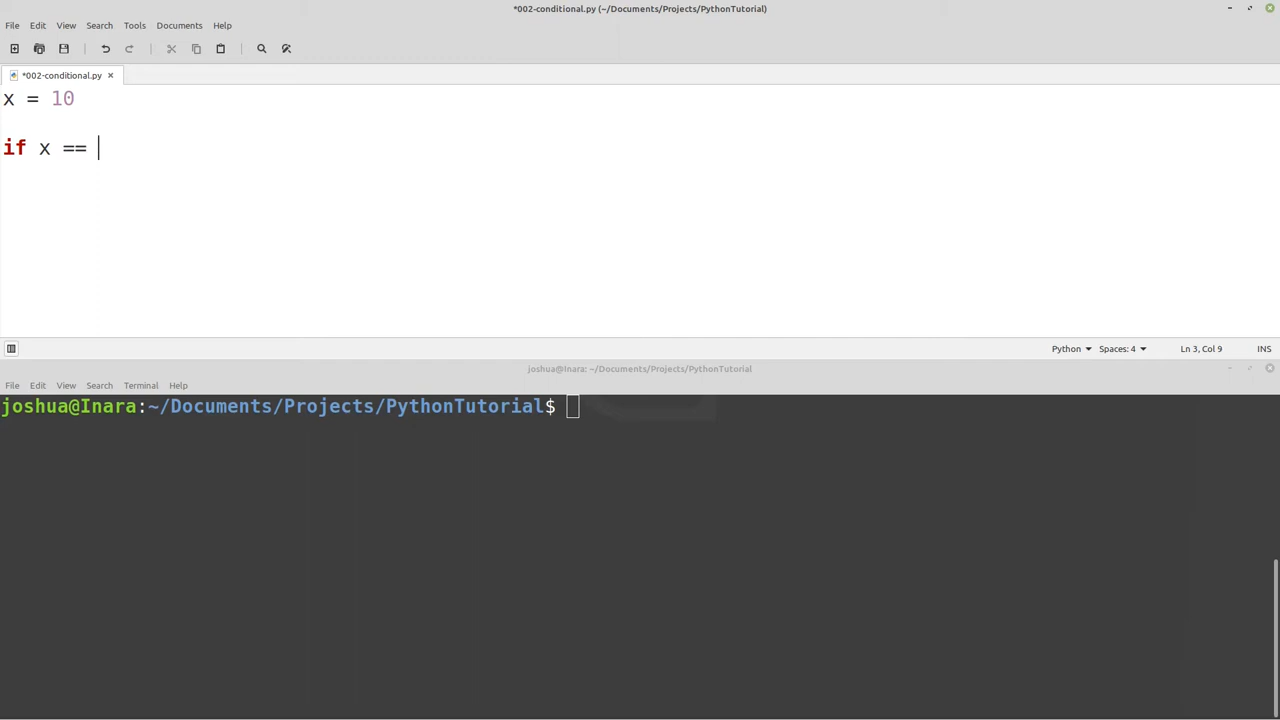 *002-conditional.py (~/Documents/Projects/PythonTutorial)
File Edit View Search Tools Documents Help
*002-conditional.py
x = 10
if x ==
Python Spaces: 4 Ln 3, Col 9 INS
joshua@Inara: ~/Documents/Projects/PythonTutorial
File Edit View Search Terminal Help
joshua@Inara:~/Documents/Projects/PythonTutorial$